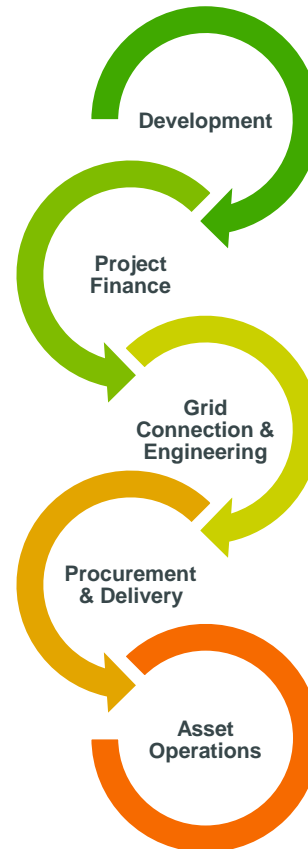 Development
Project
Finance
Grid
Connection &
Engineering
Procurement
& Delivery
Asset
Operations